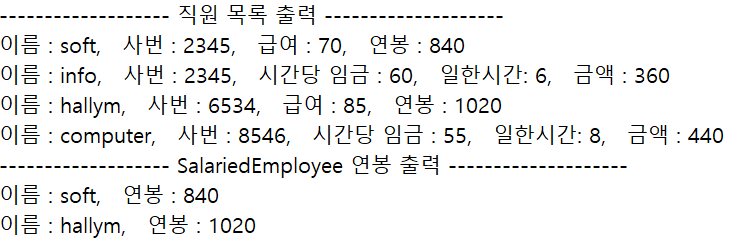 ------------------- 직원 목록 출력 --------------------
이름 : soft,   사번 : 2345,   급여 : 70,   연봉 : 840
이름 : info,   사번 : 2345,   시간당 임금 : 60,   일한시간: 6,   금액 : 360
이름 : hallym,   사번 : 6534,   급여 : 85,   연봉 : 1020
이름 : computer,   사번 : 8546,   시간당 임금 : 55,   일한시간: 8,   금액 : 440
------------------- SalariedEmployee 연봉 출력 --------------------
이름 : soft,   연봉 : 840
이름 : hallym,   연봉 : 1020